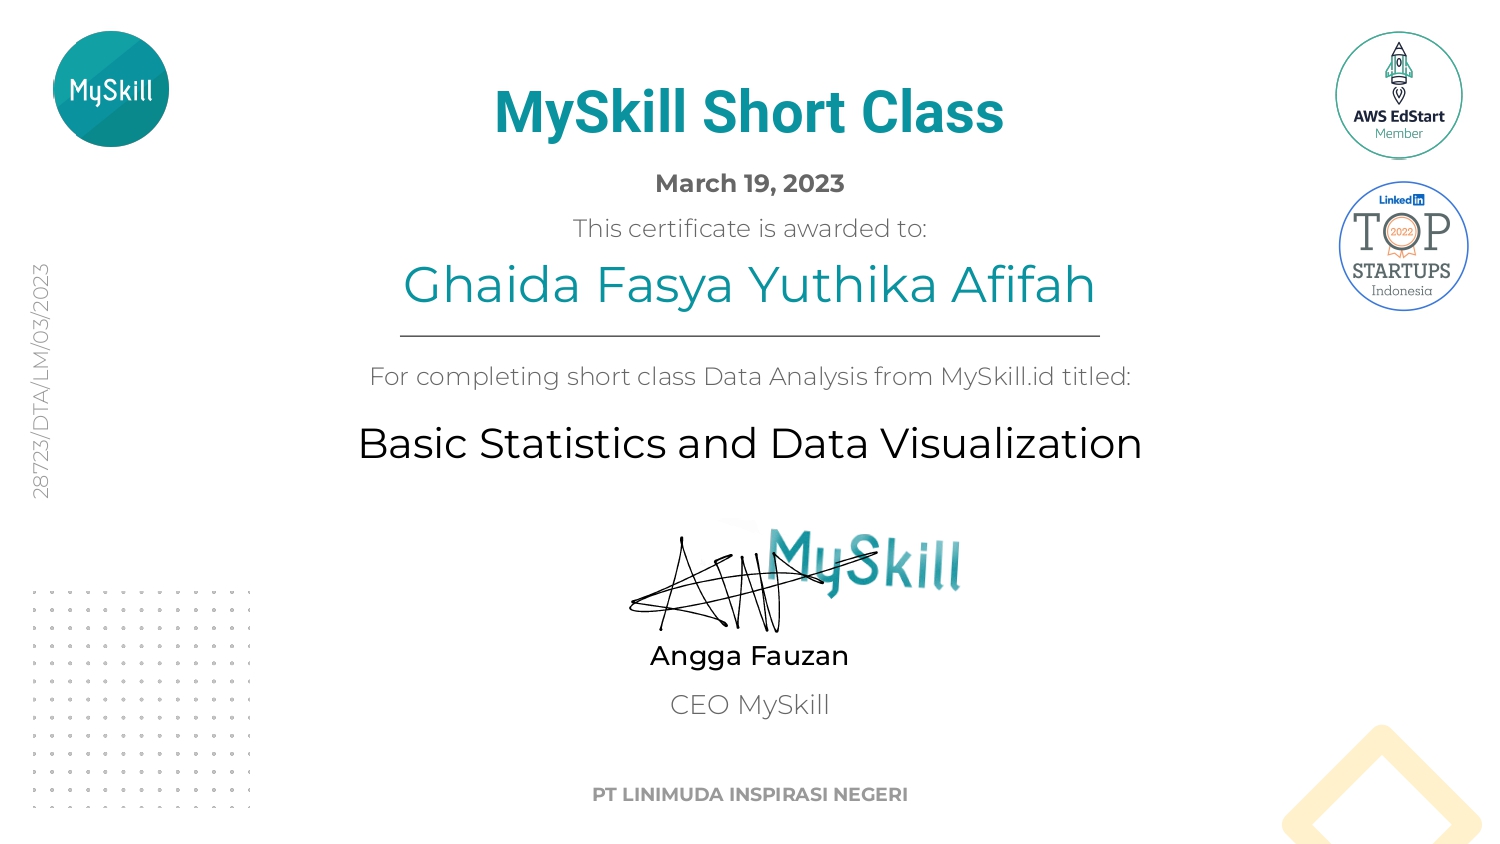 MySkill
MySkill Short Class
AWS EdStart
Member
March 19, 2023
LinkedIn
TOP
2022
STARTUPS
Indonesia
This certificate is awarded to:
Ghaida Fasya Yuthika Afifah
28723/DTA/LM/03/2023
For completing short class Data Analysis from MySkill.id titled:
Basic Statistics and Data Visualization
MySkill
Angga Fauzan
CEO MySkill
PT LINIMUDA INSPIRASI NEGERI